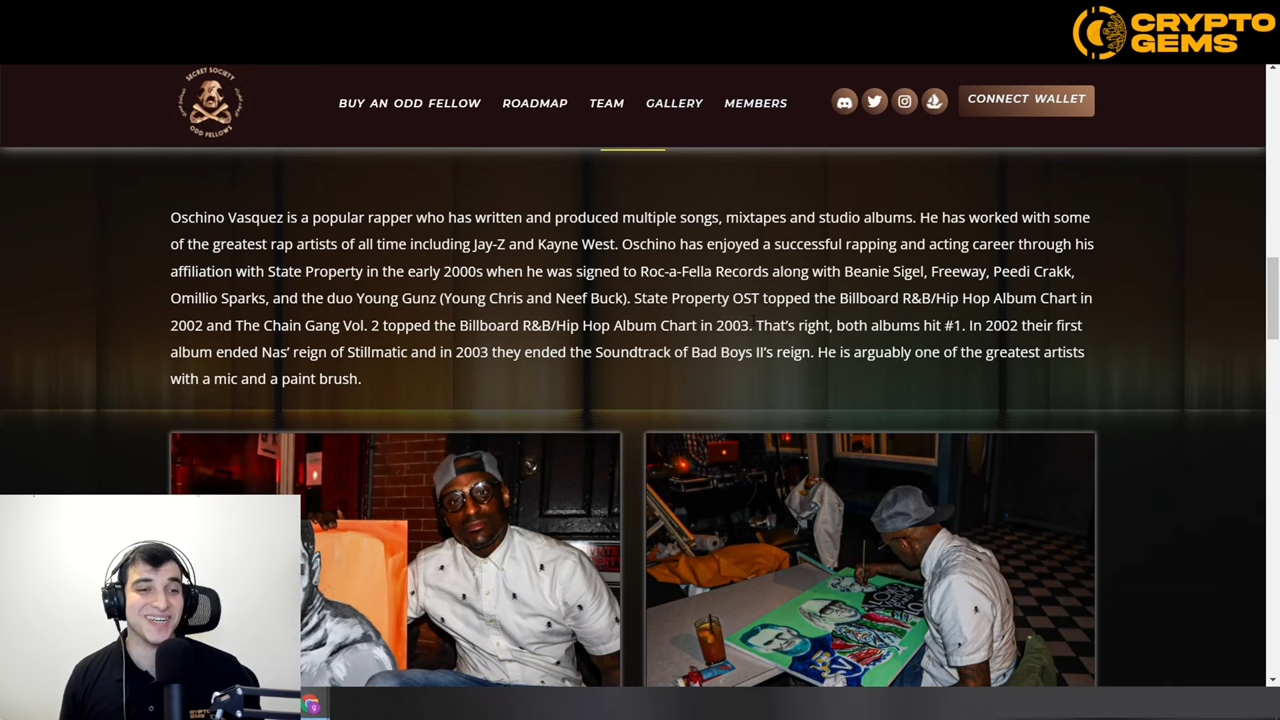 CRYPTO
GEMS
SECRET SOCIETY
ODD FELLOWS
BUY AN ODD FELLOW ROADMAP TEAM GALLERY MEMBERS CONNECT WALLET
Oschino Vasquez is a popular rapper who has written and produced multiple songs, mixtapes and studio albums. He has worked with some
of the greatest rap artists of all time including Jay-Z and Kayne West. Oschino has enjoyed a successful rapping and acting career through his
affiliation with State Property in the early 2000s when he was signed to Roc-a-Fella Records along with Beanie Sigel, Freeway, Peedi Crakk,
Omillio Sparks, and the duo Young Gunz (Young Chris and Neef Buck). State Property OST topped the Billboard R&B/Hip Hop Album Chart in
2002 and The Chain Gang Vol. 2 topped the Billboard R&B/Hip Hop Album Chart in 2003. That's right, both albums hit #1. In 2002 their first
album ended Nas' reign of Stillmatic and in 2003 they ended the Soundtrack of Bad Boys II's reign. He is arguably one of the greatest artists
with a mic and a paint brush.